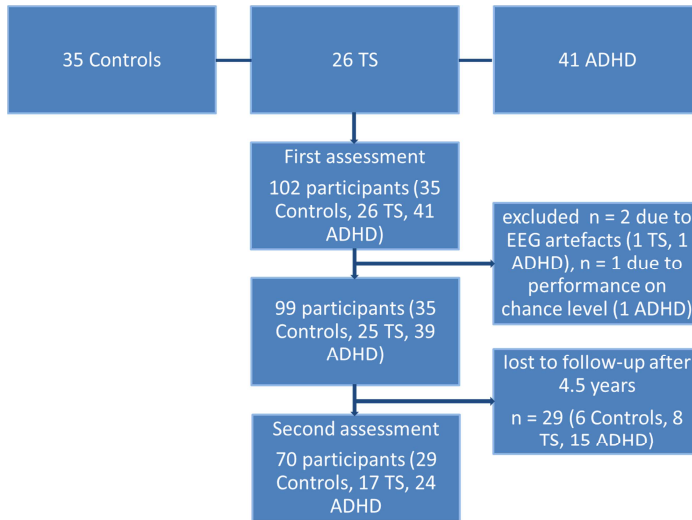 35 Controls
26 TS
41 ADHD
First assessment
102 participants (35
Controls, 26 TS, 41
ADHD)
excluded  n = 2 due to
EEG artefacts (1 TS, 1
ADHD), n = 1 due to
performance on
chance level (1 ADHD)
99 participants (35
Controls, 25 TS, 39
ADHD)
lost to follow-up after
4.5 years
n = 29 (6 Controls, 8
TS, 15 ADHD)
Second assessment
70 participants (29
Controls, 17 TS, 24
ADHD